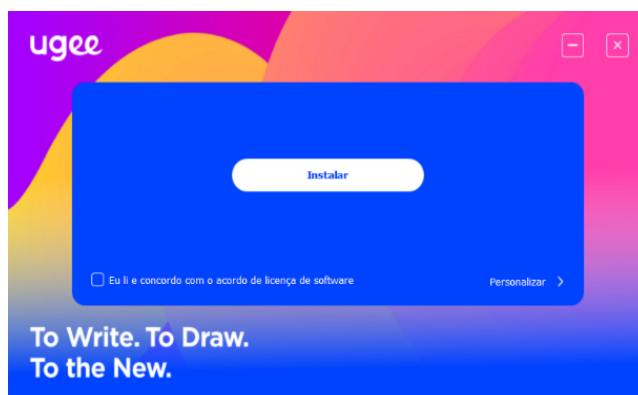 ugee
Instalar
Eu li e concordo com o acordo de licença de software
Personalizar
To Write. To Draw.
To the New.